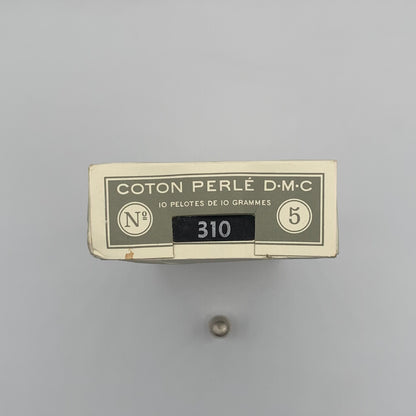 COTON PERLÉ D·M·C
10 PELOTES DE 10 GRAMMES
Nº 310 5